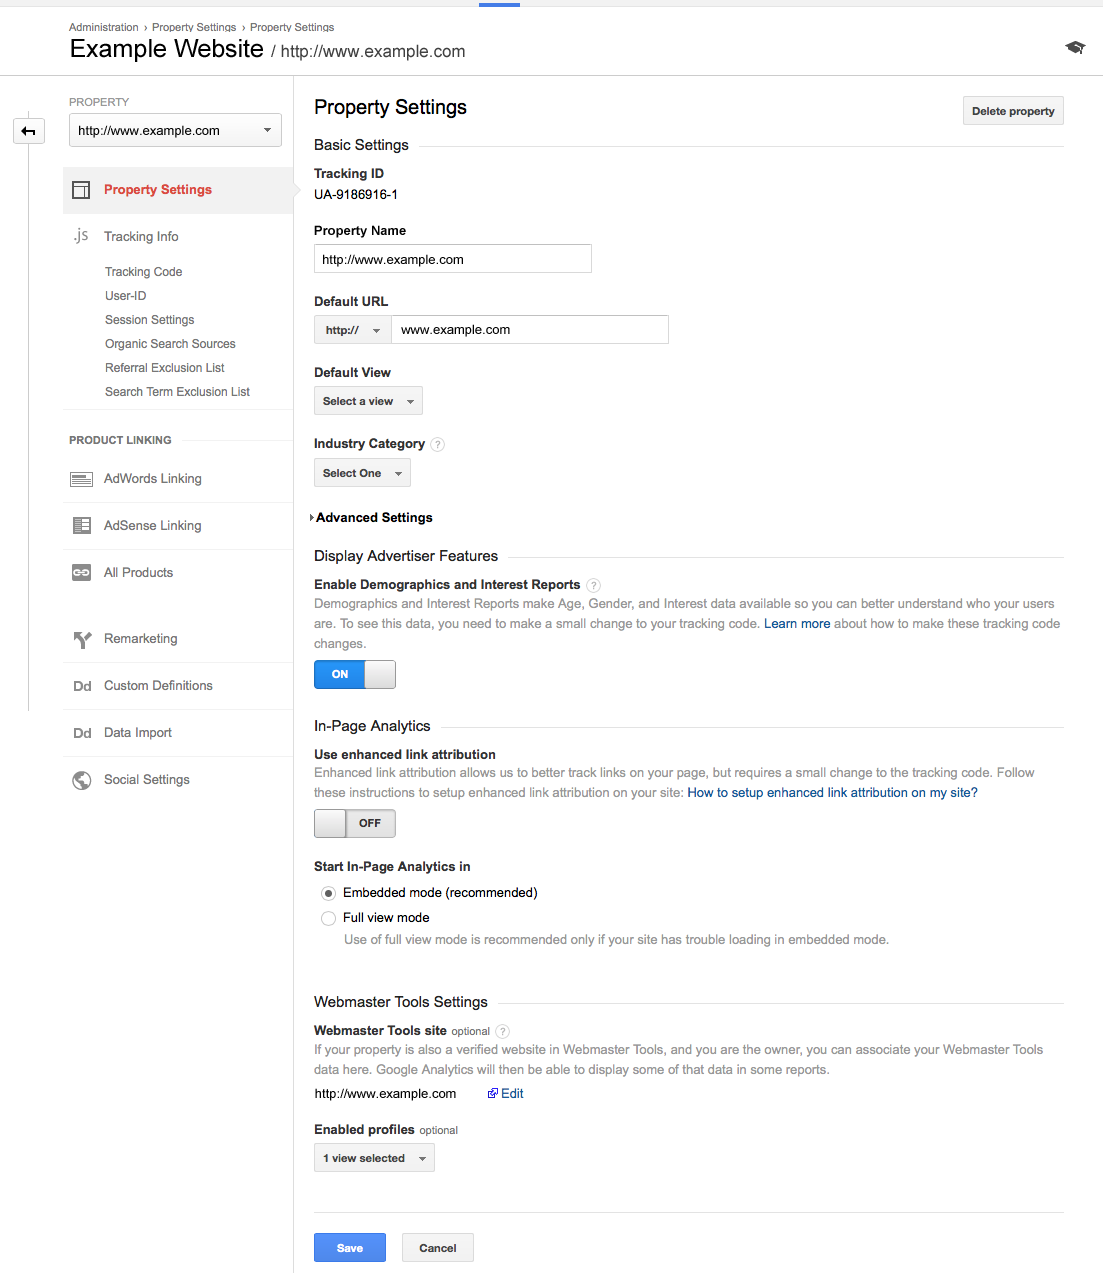 Administration › Property Settings › Property Settings
Example Website / http://www.example.com
PROPERTY
http://www.example.com
Property Settings
.js Tracking Info
Tracking Code
User-ID
Session Settings
Organic Search Sources
Referral Exclusion List
Search Term Exclusion List
PRODUCT LINKING
AdWords Linking
AdSense Linking
All Products
Remarketing
Dd Custom Definitions
Dd Data Import
Social Settings
Property Settings
Delete property
Basic Settings
Tracking ID
UA-9186916-1
Property Name
http://www.example.com
Default URL
http:// www.example.com
Default View
Select a view
Industry Category ?
Select One
Advanced Settings
Display Advertiser Features
Enable Demographics and Interest Reports ?
Demographics and Interest Reports make Age, Gender, and Interest data available so you can better understand who your users
are. To see this data, you need to make a small change to your tracking code. Learn more about how to make these tracking code
changes.
ON
In-Page Analytics
Use enhanced link attribution
Enhanced link attribution allows us to better track links on your page, but requires a small change to the tracking code. Follow
these instructions to setup enhanced link attribution on your site: How to setup enhanced link attribution on my site?
OFF
Start In-Page Analytics in
Embedded mode (recommended)
Full view mode
Use of full view mode is recommended only if your site has trouble loading in embedded mode.
Webmaster Tools Settings
Webmaster Tools site optional ?
If your property is also a verified website in Webmaster Tools, and you are the owner, you can associate your Webmaster Tools
data here. Google Analytics will then be able to display some of that data in some reports.
http://www.example.com Edit
Enabled profiles optional
1 view selected
Save Cancel